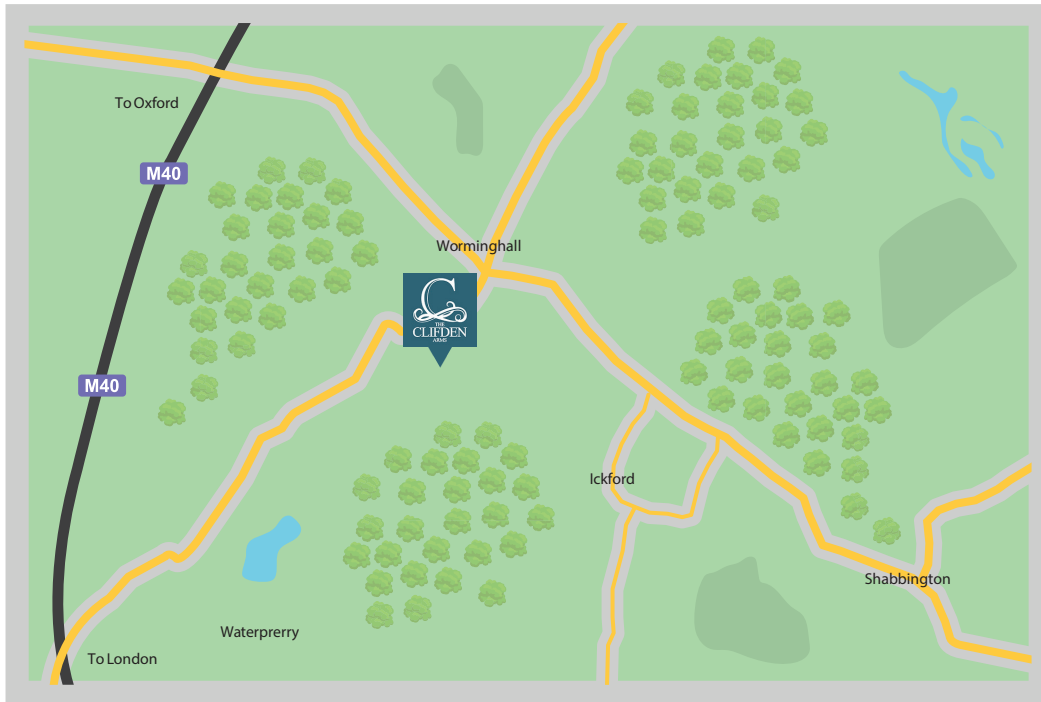 To Oxford
M40
Worminghall
C
THE
CLIFDEN
ARMS
M40
Ickford
Shabbington
Waterprerry
To London